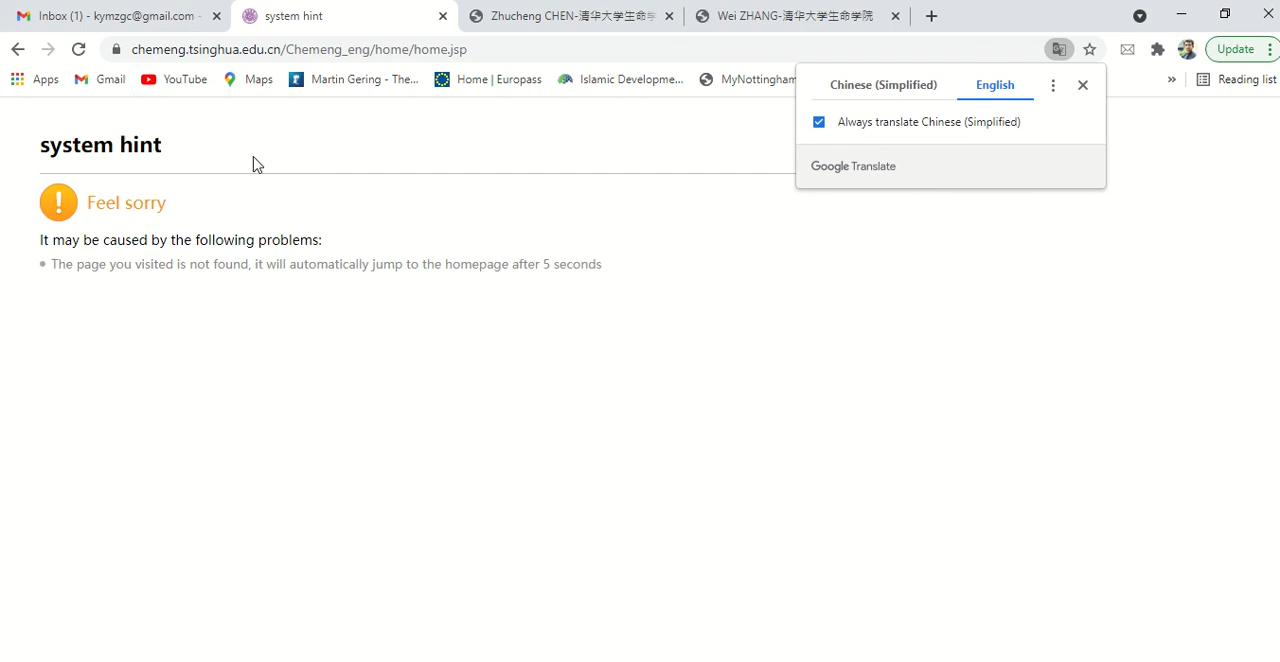 Inbox (1) - kymzgc@gmail.com -
system hint
Zhucheng CHEN-清华大学生命学
Wei ZHANG-清华大学生命学院
chemeng.tsinghua.edu.cn/Chemeng_eng/home/home.jsp
Update
Apps
Gmail
YouTube
Maps
Martin Gering - The...
Home | Europass
Islamic Developme...
MyNottingham
»
Reading list
Chinese (Simplified)
English
Always translate Chinese (Simplified)
Google Translate
system hint
Feel sorry
It may be caused by the following problems:
The page you visited is not found, it will automatically jump to the homepage after 5 seconds